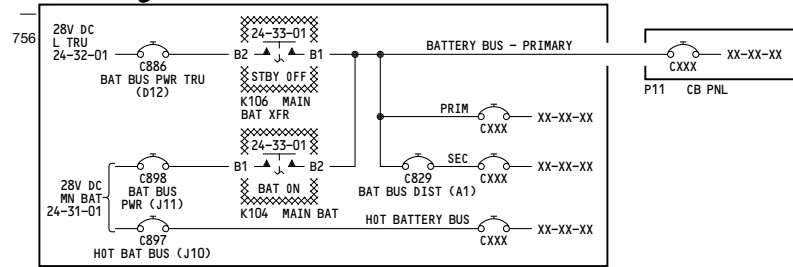 756
28V DC
L TRU
24-32-01
C886
BAT BUS PWR TRU
(D12)
24-33-01
B2
B1
STBY OFF
K106 MAIN
BAT XFR
BATTERY BUS - PRIMARY
CXXX
XX-XX-XX
P11 CB PNL
PRIM
CXXX
XX-XX-XX
28V DC
MN BAT
24-31-01
C898
BAT BUS
PWR (J11)
24-33-01
B1
B2
BAT ON
K104 MAIN BAT
C829
BAT BUS DIST (A1)
SEC
CXXX
XX-XX-XX
C897
HOT BAT BUS (J10)
HOT BATTERY BUS
CXXX
XX-XX-XX